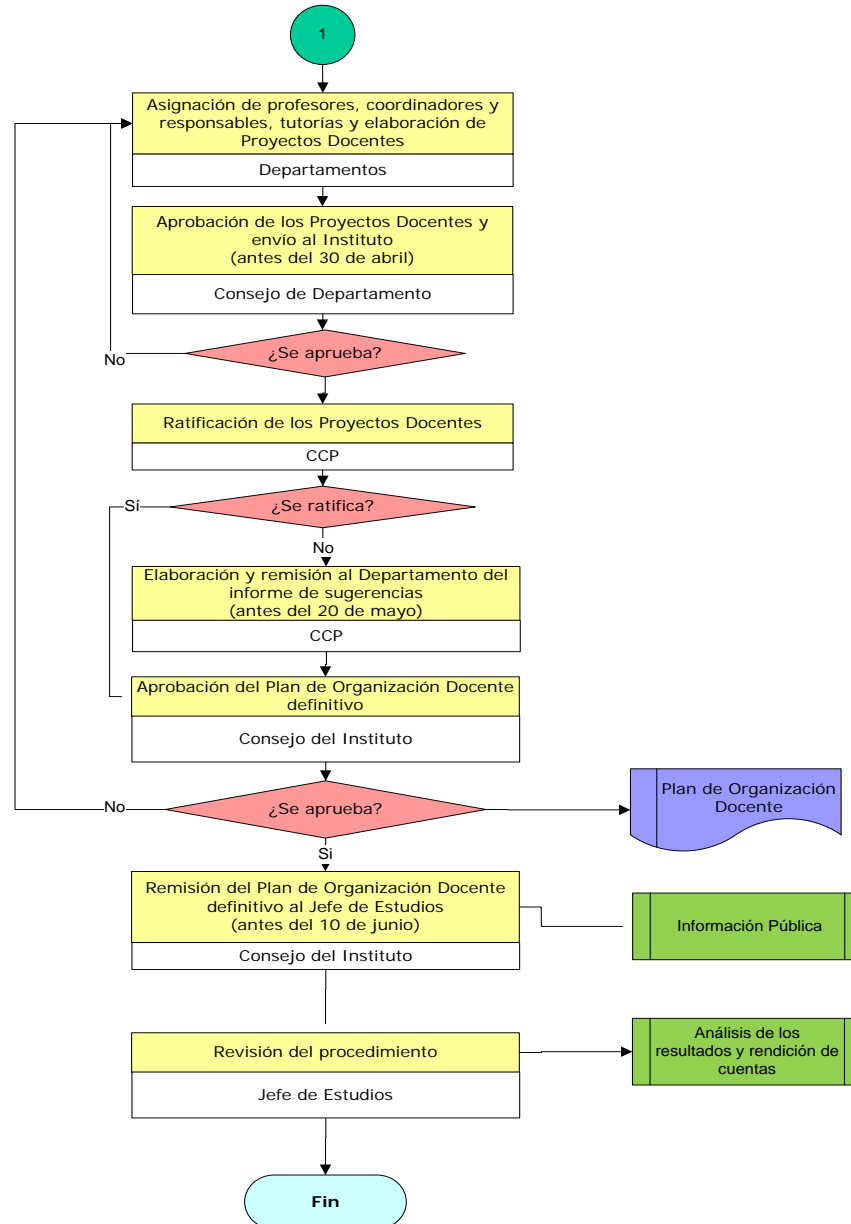 1
Asignación de profesores, coordinadores y
responsables, tutorías y elaboración de
Proyectos Docentes
Departamentos
Aprobación de los Proyectos Docentes y
envío al Instituto
(antes del 30 de abril)
Consejo de Departamento
¿Se aprueba?
No
Ratificación de los Proyectos Docentes
CCP
¿Se ratifica?
Sí
No
Elaboración y remisión al Departamento del
informe de sugerencias
(antes del 20 de mayo)
CCP
Aprobación del Plan de Organización Docente
definitivo
Consejo del Instituto
¿Se aprueba?
No
Plan de Organización
Docente
Si
Remisión del Plan de Organización Docente
definitivo al Jefe de Estudios
(antes del 10 de junio)
Consejo del Instituto
Información Pública
Revisión del procedimiento
Jefe de Estudios
Análisis de los
resultados y rendición de
cuentas
Fin